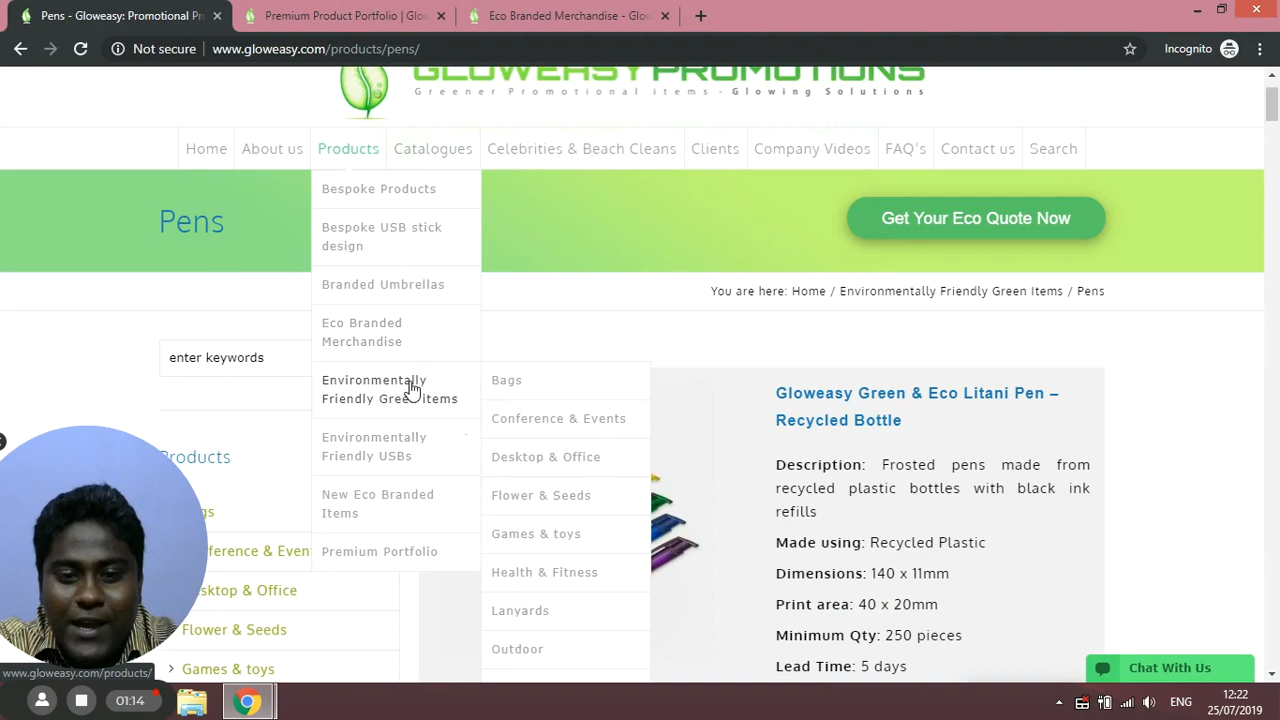 Pens - Gloweasy Promotional Pr
Premium Product Portfolio | Glow
Eco Branded Merchandise - Glow
Not secure
www.gloweasy.com/products/pens/
Incognito
GLOWEASY PROMOTIONS
Greener Promotional items - Glowing Solutions
Home
About us
Products
Catalogues
Celebrities & Beach Cleans
Clients
Company Videos
FAQ's
Contact us
Search
Bespoke Products
Bespoke USB stick
design
Branded Umbrellas
Eco Branded
Merchandise
Environmentally
Friendly Green Items
Environmentally
Friendly USBs
New Eco Branded
Items
Premium Portfolio
Bags
Conference & Events
Desktop & Office
Flower & Seeds
Games & toys
Health & Fitness
Lanyards
Outdoor
Pens
Get Your Eco Quote Now
You are here: Home / Environmentally Friendly Green Items / Pens
enter keywords
Products
Desktop & Office
Flower & Seeds
Games & toys
Gloweasy Green & Eco Litani Pen –
Recycled Bottle
Description: Frosted pens made from
recycled plastic bottles with black ink
refills
Made using: Recycled Plastic
Dimensions: 140 x 11mm
Print area: 40 x 20mm
Minimum Qty: 250 pieces
Lead Time: 5 days
Chat With Us
www.gloweasy.com/products/
01:14
ENG
12:22
25/07/2019